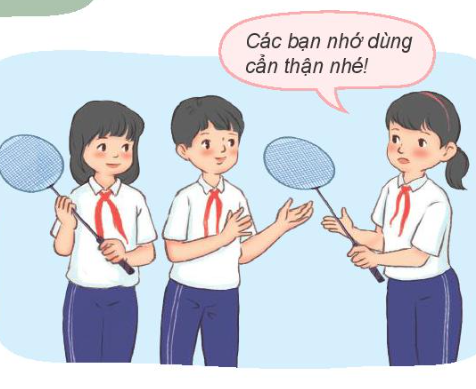 Các bạn nhớ dùng
cẩn thận nhé!